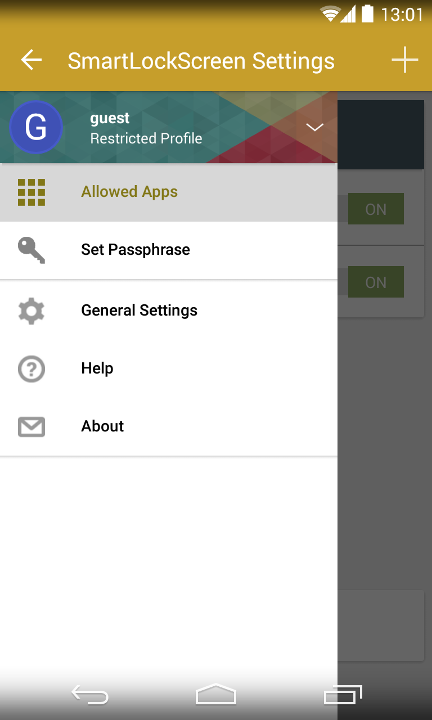 13:01
SmartLockScreen Settings
G
guest
Restricted Profile
Allowed Apps
ON
Set Passphrase
ON
General Settings
Help
About